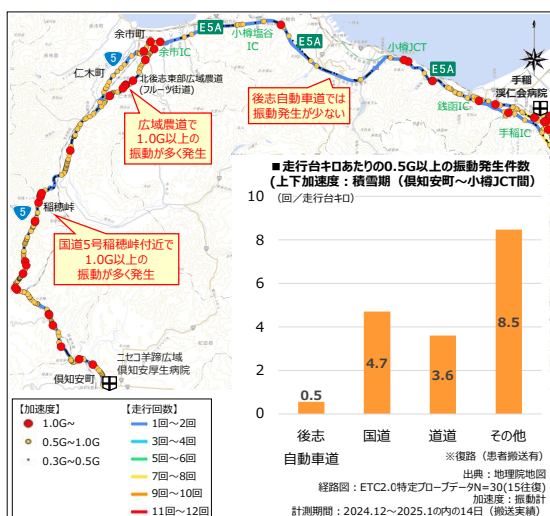 余市町
余市IC
E5A
小樽塩谷
IC
5
仁木町
北後志東部広域農道
(フルーツ街道)
E5A
小樽JCT
E5A
手稲
渓仁会病院
銭函IC
手稲IC
広域農道で
1.0G以上の
振動が多く発生
後志自動車道では
振動発生が少ない
稲穂峠
5
国道5号稲穂峠付近で
1.0G以上の
振動が多く発生
ニセコ羊蹄広域
倶知安厚生病院
倶知安町
■走行台キロあたりの0.5G以上の振動発生件数
(上下加速度：積雪期（倶知安町～小樽JCT間）
(回／走行台キロ)
10
8
6
4
2
0
0.5
4.7
3.6
8.5
後志
自動車道
国道
道道
その他
※復路（患者搬送有）
【加速度】
1.0G~
0.5G~1.0G
0.3G~0.5G
【走行回数】
1回～2回
3回～4回
5回～6回
7回～8回
9回～10回
11回～12回
出典：地理院地図
経路図：ETC2.0特定プローブデータN=30(15往復)
加速度：振動計
計測期間：2024.12～2025.1の内の14日（搬送実績）